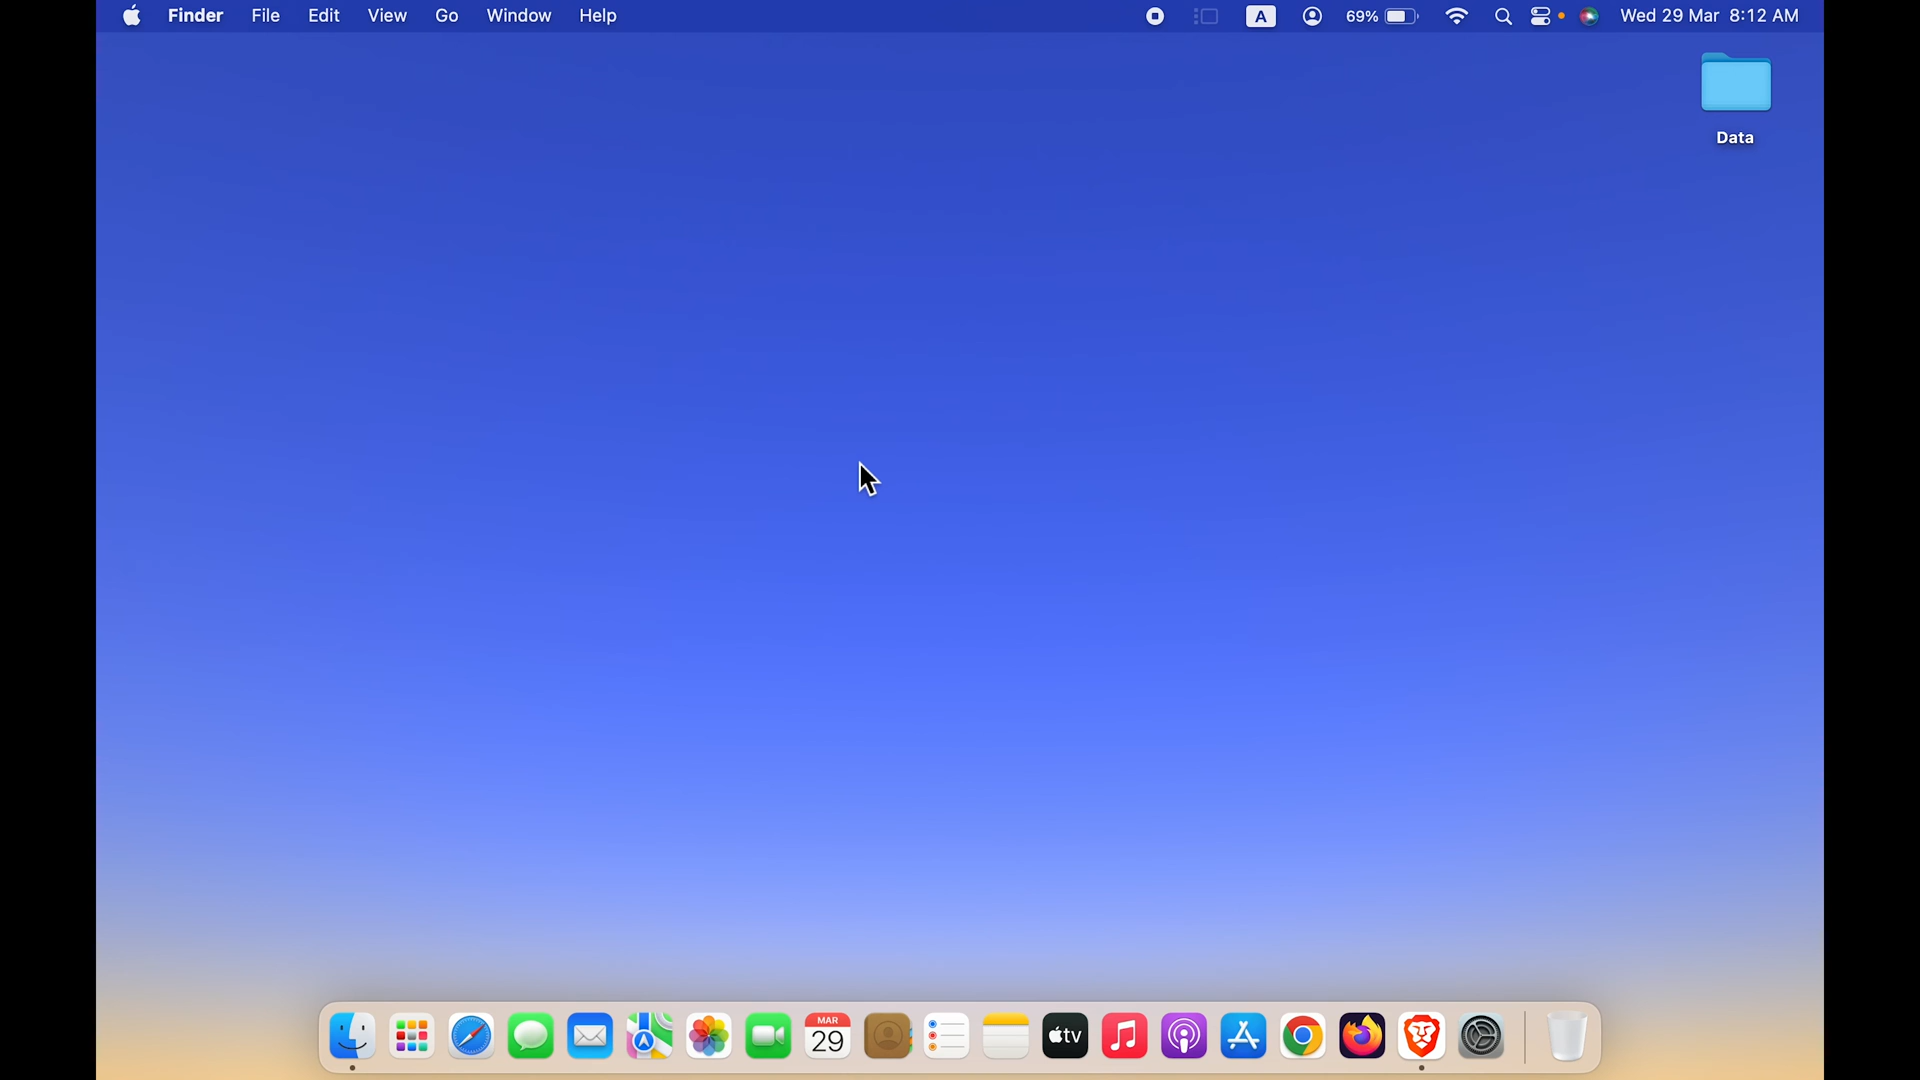 Finder File Edit View Go Window Help A 69% Wed 29 Mar 8:12 AM
Data
MAR
29
tv